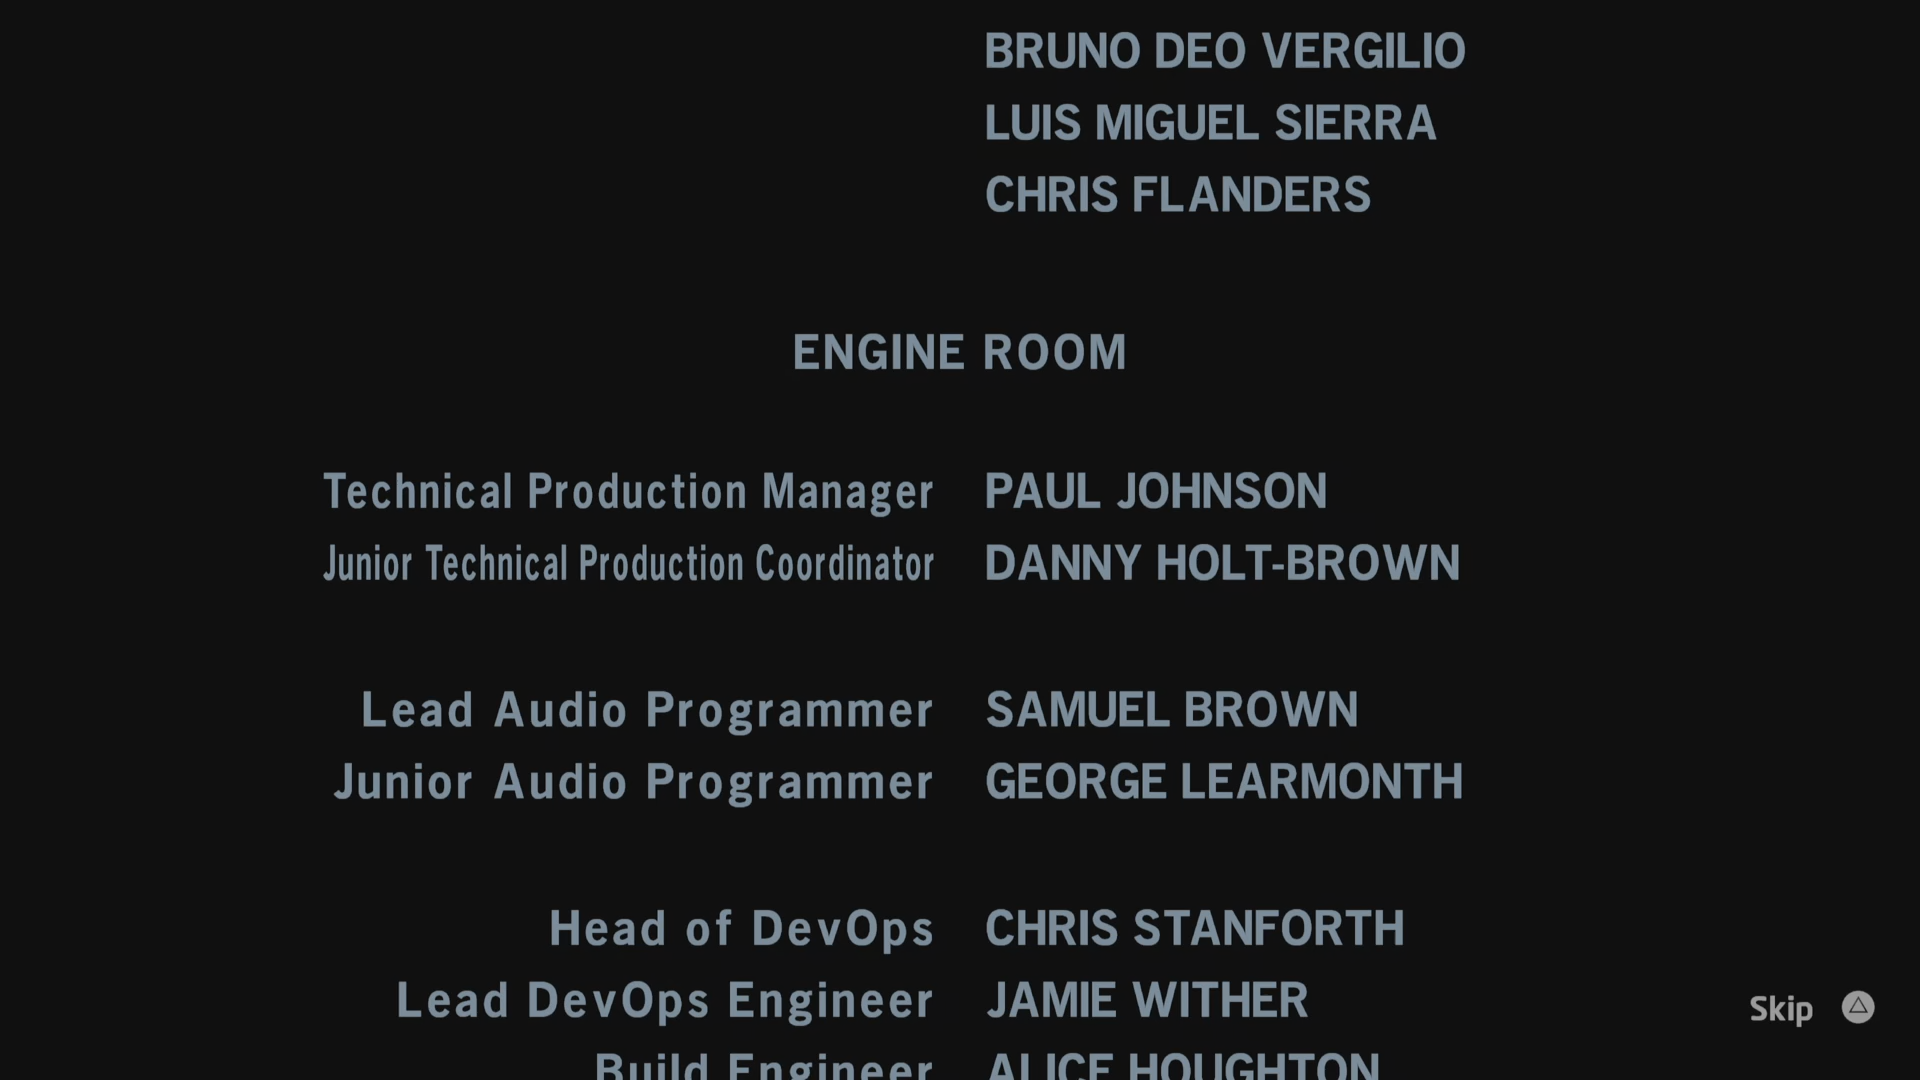 BRUNO DEO VERGILIO
LUIS MIGUEL SIERRA
CHRIS FLANDERS
ENGINE ROOM
Technical Production Manager PAUL JOHNSON
Junior Technical Production Coordinator DANNY HOLT-BROWN
Lead Audio Programmer SAMUEL BROWN
Junior Audio Programmer GEORGE LEARMONTH
Head of DevOps CHRIS STANFORTH
Lead DevOps Engineer JAMIE WITHER
Build Engineer ALICE HOUGHTON
Skip